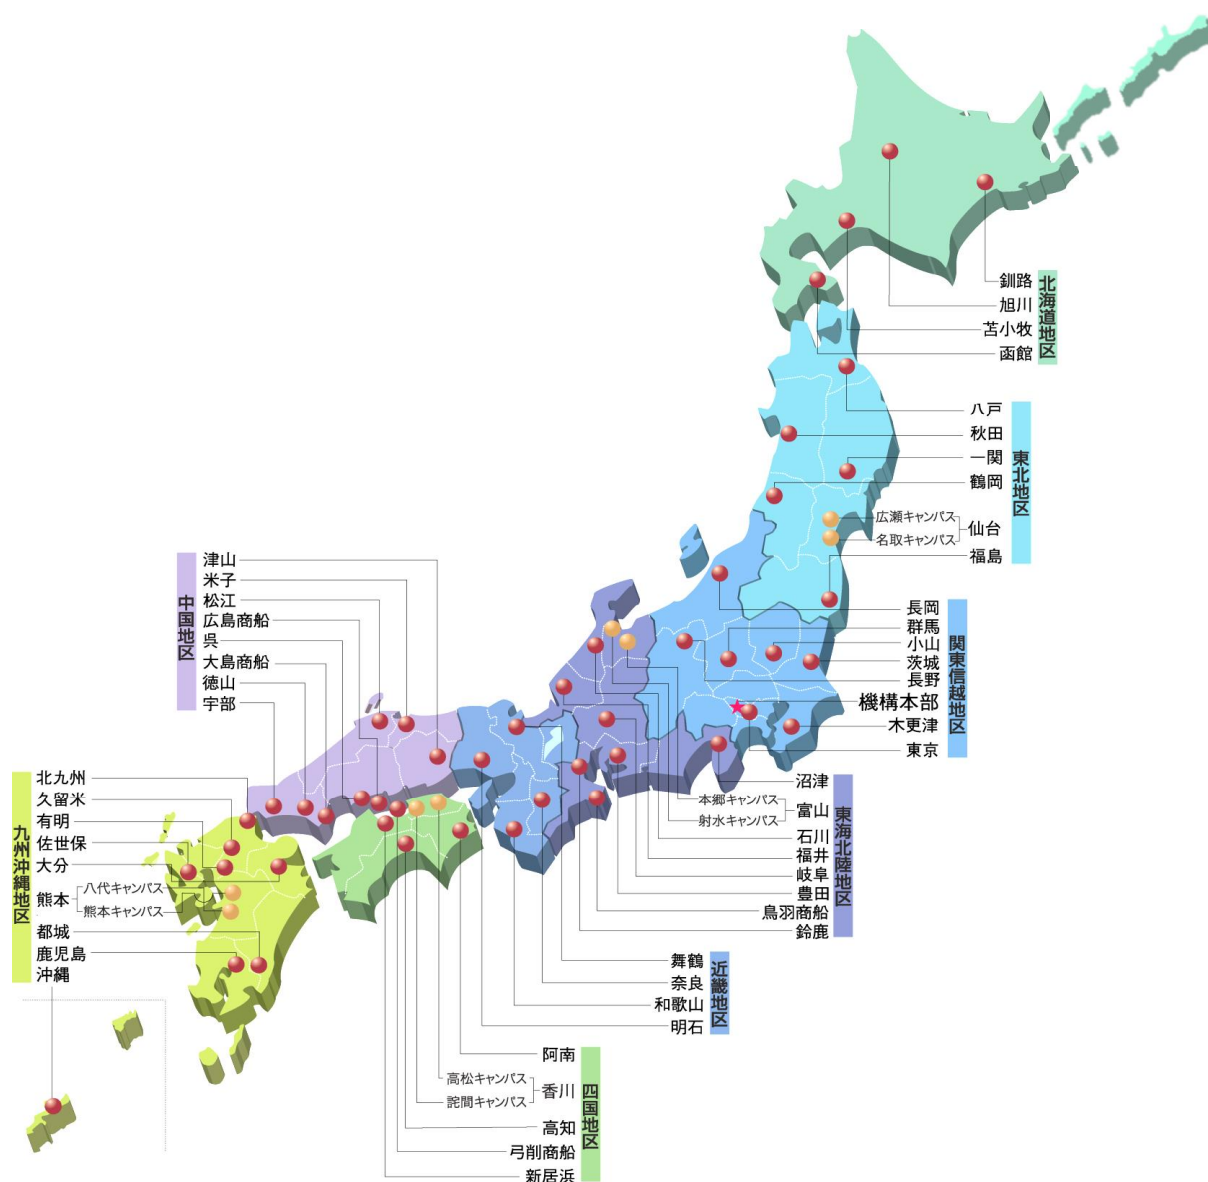 北海道地区
釧路
旭川
苫小牧
函館
東北地区
八戸
秋田
一関
鶴岡
広瀬キャンパス
名取キャンパス
仙台
福島
関東信越地区
長岡
群馬
小山
茨城
長野
機構本部
木更津
東京
東海北陸地区
沼津
本郷キャンパス
射水キャンパス
富山
石川
福井
岐阜
豊田
鳥羽商船
鈴鹿
近畿地区
舞鶴
奈良
和歌山
明石
中国地区
津山
米子
松江
広島商船
呉
大島商船
徳山
宇部
四国地区
阿南
高松キャンパス
詫間キャンパス
香川
高知
弓削商船
新居浜
九州沖縄地区
北九州
久留米
有明
佐世保
大分
熊本
八代キャンパス
熊本キャンパス
都城
鹿児島
沖縄